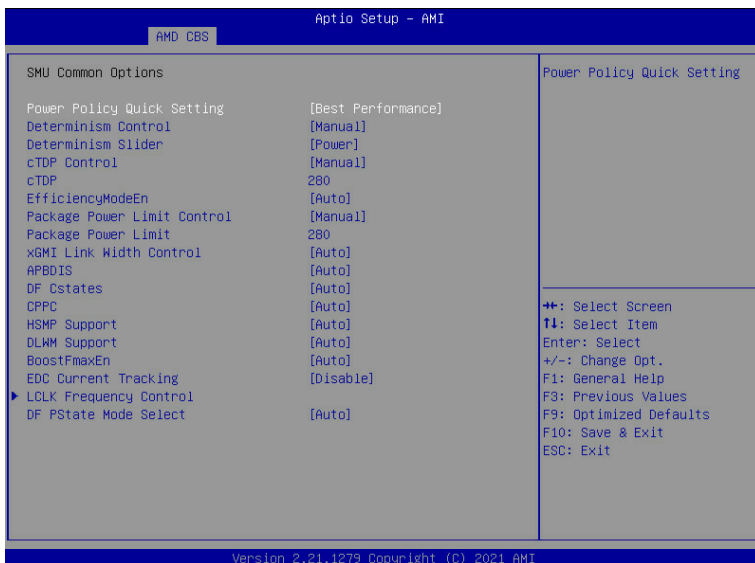 Aptio Setup – AMI
AMD CBS
SMU Common Options
Power Policy Quick Setting [Best Performance]
Determinism Control [Manual]
Determinism Slider [Power]
cTDP Control [Manual]
cTDP 280
EfficiencyModeEn [Auto]
Package Power Limit Control [Manual]
Package Power Limit 280
xGMI Link Width Control [Auto]
APBDIS [Auto]
DF Cstates [Auto]
CPPC [Auto]
HSMP Support [Auto]
DLWM Support [Auto]
BoostFmaxEn [Auto]
EDC Current Tracking [Disable]
LCLK Frequency Control
DF PState Mode Select [Auto]
Power Policy Quick Setting
→←: Select Screen
↑↓: Select Item
Enter: Select
+/-: Change Opt.
F1: General Help
F3: Previous Values
F9: Optimized Defaults
F10: Save & Exit
ESC: Exit
Version 2.21.1279 Copyright (C) 2021 AMI